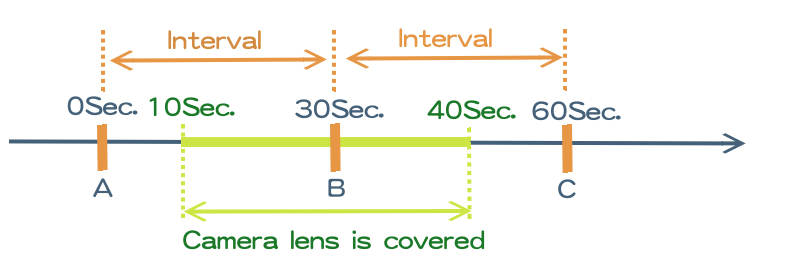 Interval
Interval
0Sec.
10Sec.
30Sec.
40Sec.
60Sec.
A
B
C
Camera lens is covered